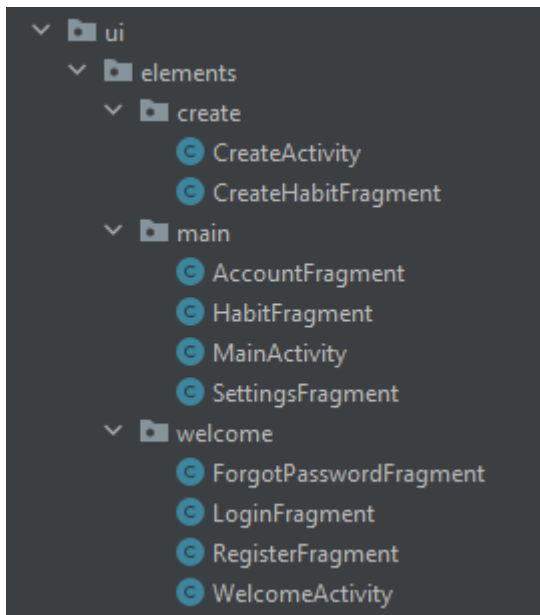 ui
elements
create
C CreateActivity
C CreateHabitFragment
main
C AccountFragment
C HabitFragment
C MainActivity
C SettingsFragment
welcome
C ForgotPasswordFragment
C LoginFragment
C RegisterFragment
C WelcomeActivity